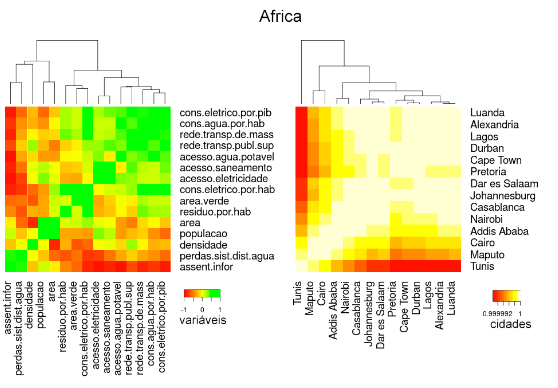 Africa
cons.eletrico.por.pib
cons.agua.por.hab
rede.transp.de.mass
rede.transp.publ.sup
acesso.agua.potavel
acesso.saneamento
acesso.eletricidade
cons.eletrico.por.hab
area.verde
residuo.por.hab
area
populacao
densidade
perdas.sist.dist.agua
assent.infor
assent.infor
perdas.sist.dist.agua
densidade
populacao
area
residuo.por.hab
area.verde
cons.eletrico.por.hab
acesso.eletricidade
acesso.saneamento
acesso.agua.potavel
rede.transp.publ.sup
rede.transp.de.mass
cons.agua.por.hab
cons.eletrico.por.pib
-1 1
variáveis
Luanda
Alexandria
Lagos
Durban
Cape Town
Pretoria
Dar es Salaam
Johannesburg
Casablanca
Nairobi
Addis Ababa
Cairo
Maputo
Tunis
Tunis
Maputo
Cairo
Addis Ababa
Nairobi
Casablanca
Johannesburg
Dar es Salaam
Pretoria
Cape Town
Durban
Lagos
Alexandria
Luanda
0.999992 1
cidades